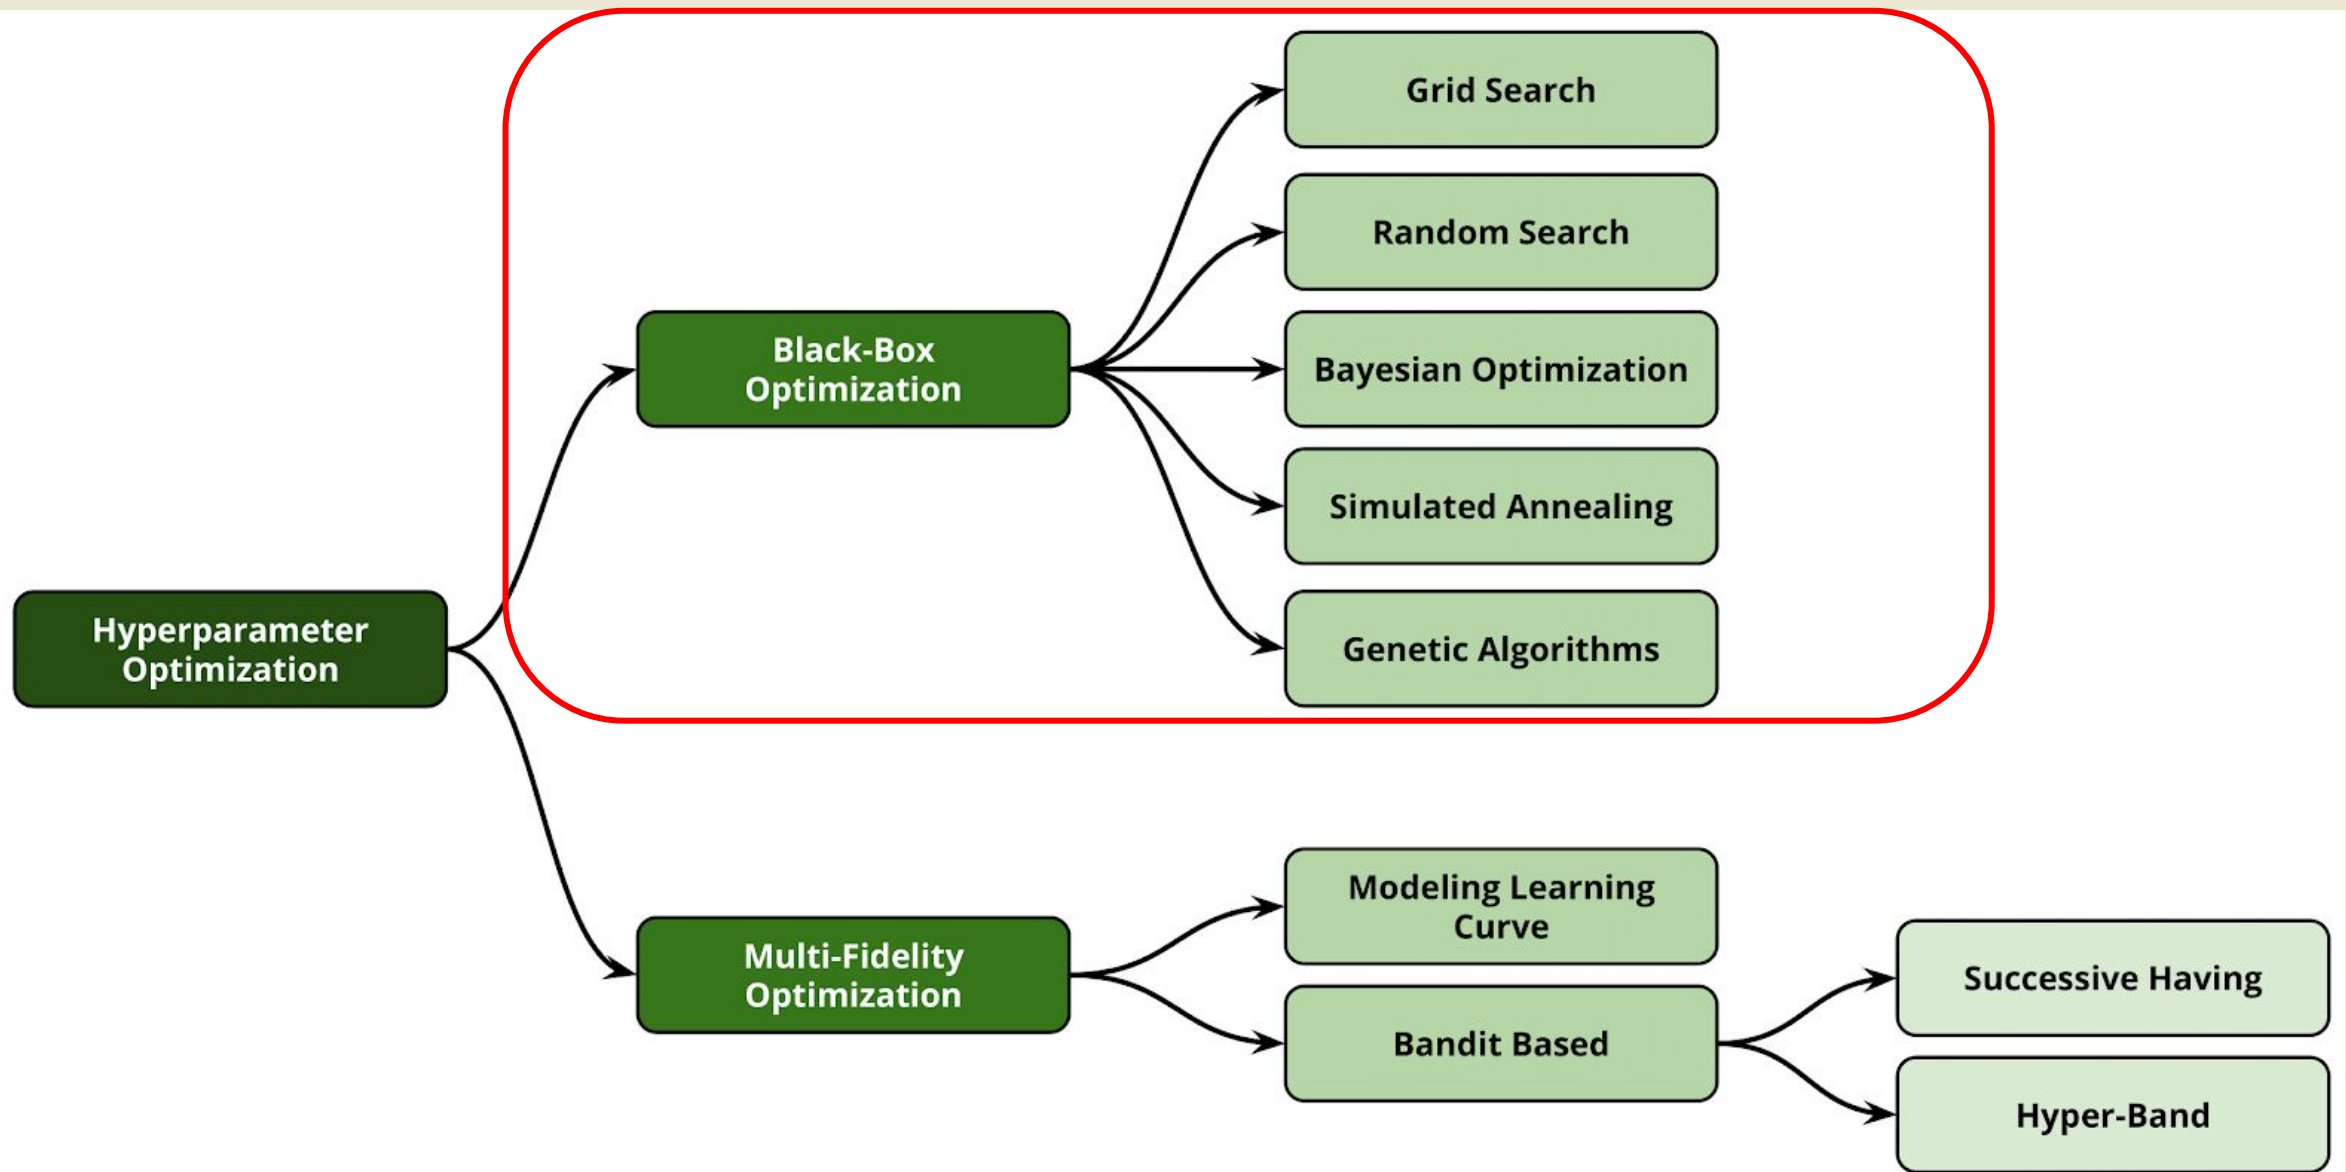 Grid Search
Random Search
Black-Box
Optimization
Bayesian Optimization
Simulated Annealing
Hyperparameter
Optimization
Genetic Algorithms
Modeling Learning
Curve
Multi-Fidelity
Optimization
Successive Having
Bandit Based
Hyper-Band